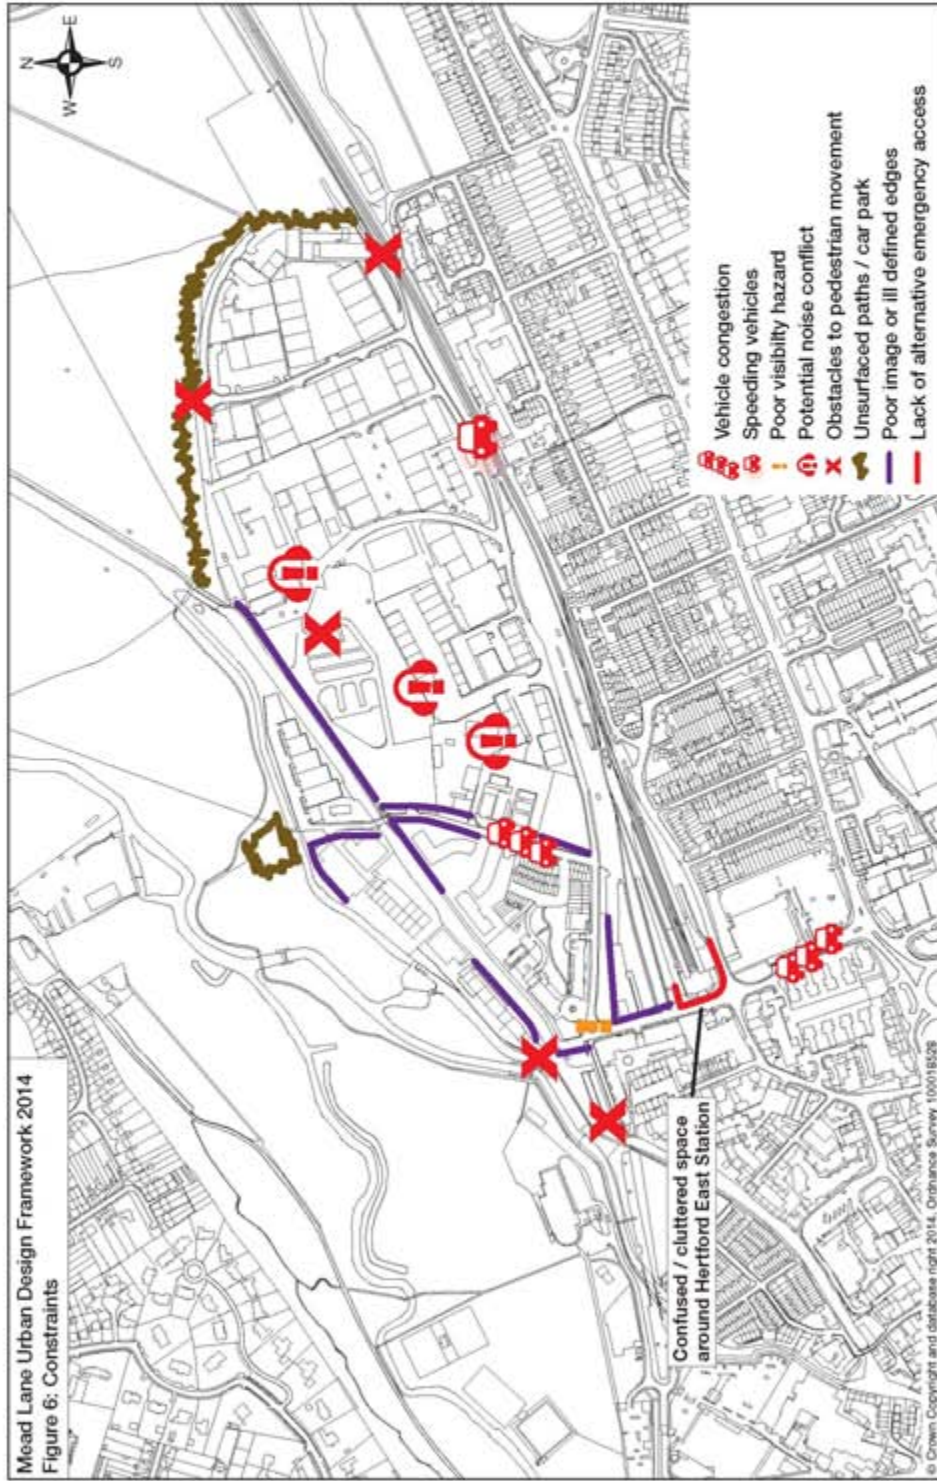 Mead Lane Urban Design Framework 2014
Figure 6: Constraints
N
W
E
S
Confused / cluttered space
around Hertford East Station
Vehicle congestion
Speeding vehicles
Poor visibilty hazard
Potential noise conflict
Obstacles to pedestrian movement
Unsurfaced paths / car park
Poor image or ill defined edges
Lack of alternative emergency access
© Crown Copyright and database right 2014. Ordnance Survey 100018528